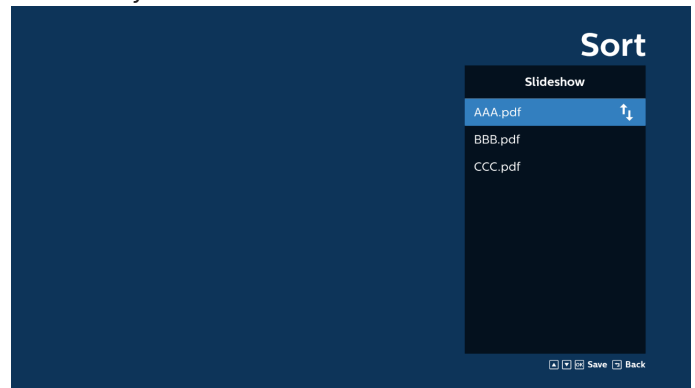 Sort
Slideshow
AAA.pdf
BBB.pdf
CCC.pdf
OK Save Back